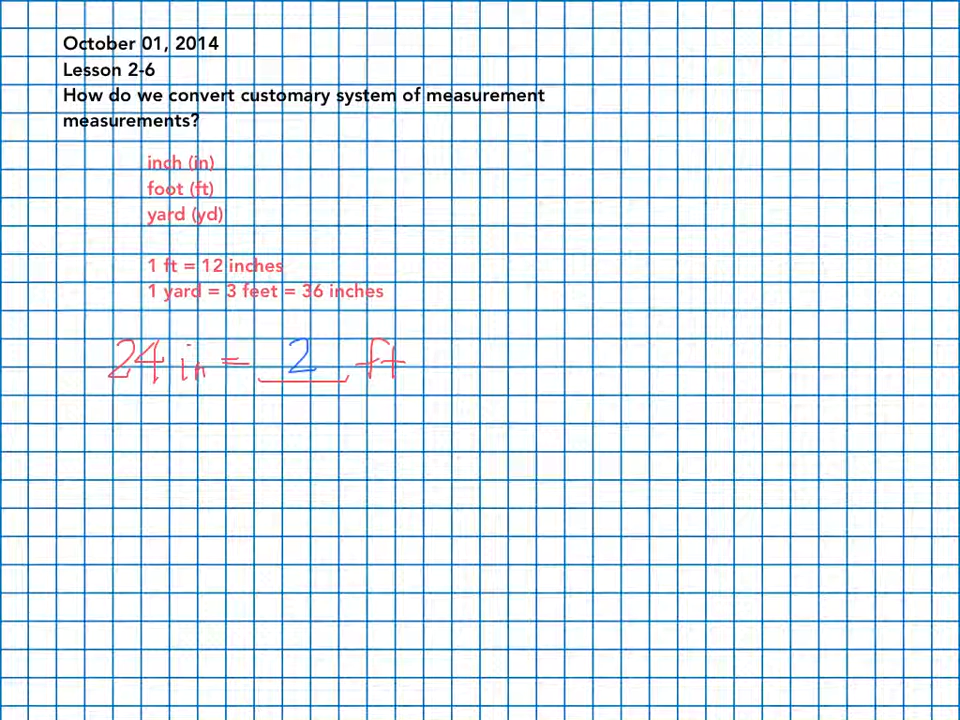 October 01, 2014
Lesson 2-6
How do we convert customary system of measurement
measurements?
inch (in)
foot (ft)
yard (yd)
1 ft = 12 inches
1 yard = 3 feet = 36 inches
24 in = 2 ft